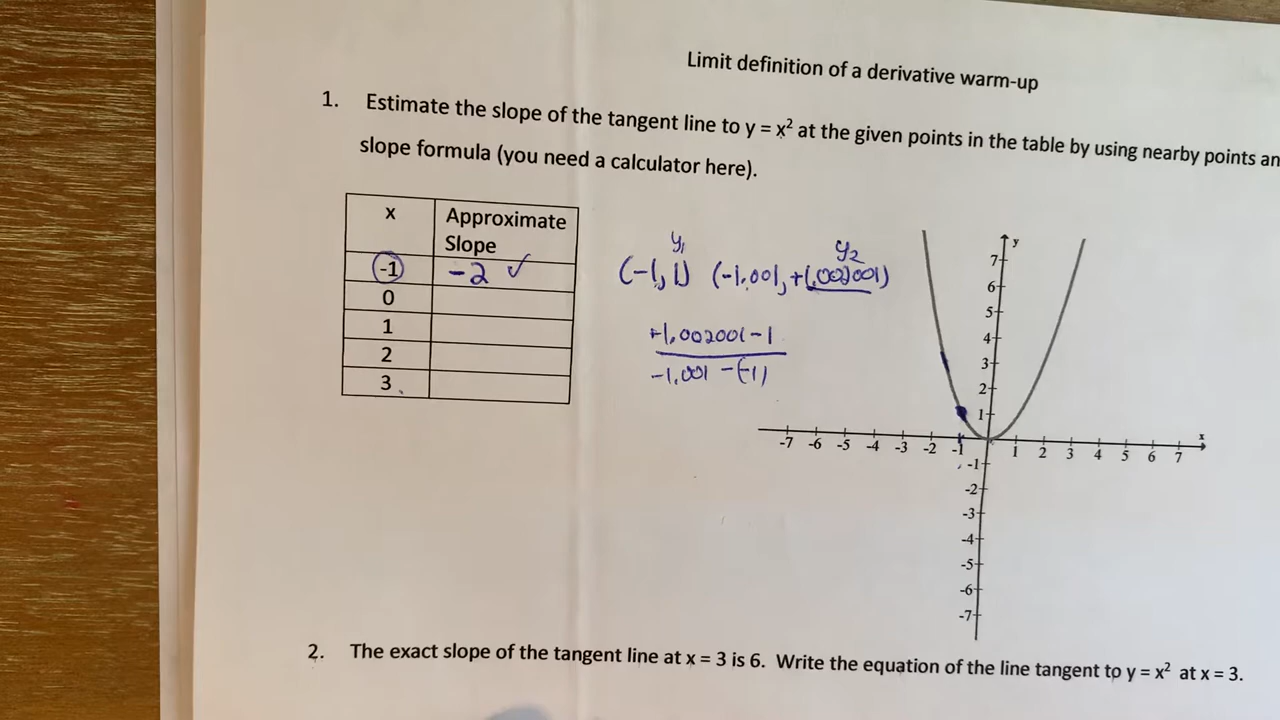 Limit definition of a derivative warm-up
1. Estimate the slope of the tangent line to y = x² at the given points in the table by using nearby points an
slope formula (you need a calculator here).
x Approximate Slope
-1 -2 ✓
0
1
2
3
y₁ y₂
(-1, 1) (-1.001, +1.002001)
+1.002001 - 1
-1.001 - (-1)
y
7
6
5
4
3
2
1
x
-7 -6 -5 -4 -3 -2 -1 1 2 3 4 5 6 7
-1
-2
-3
-4
-5
-6
-7
2. The exact slope of the tangent line at x = 3 is 6. Write the equation of the line tangent to y = x² at x = 3.